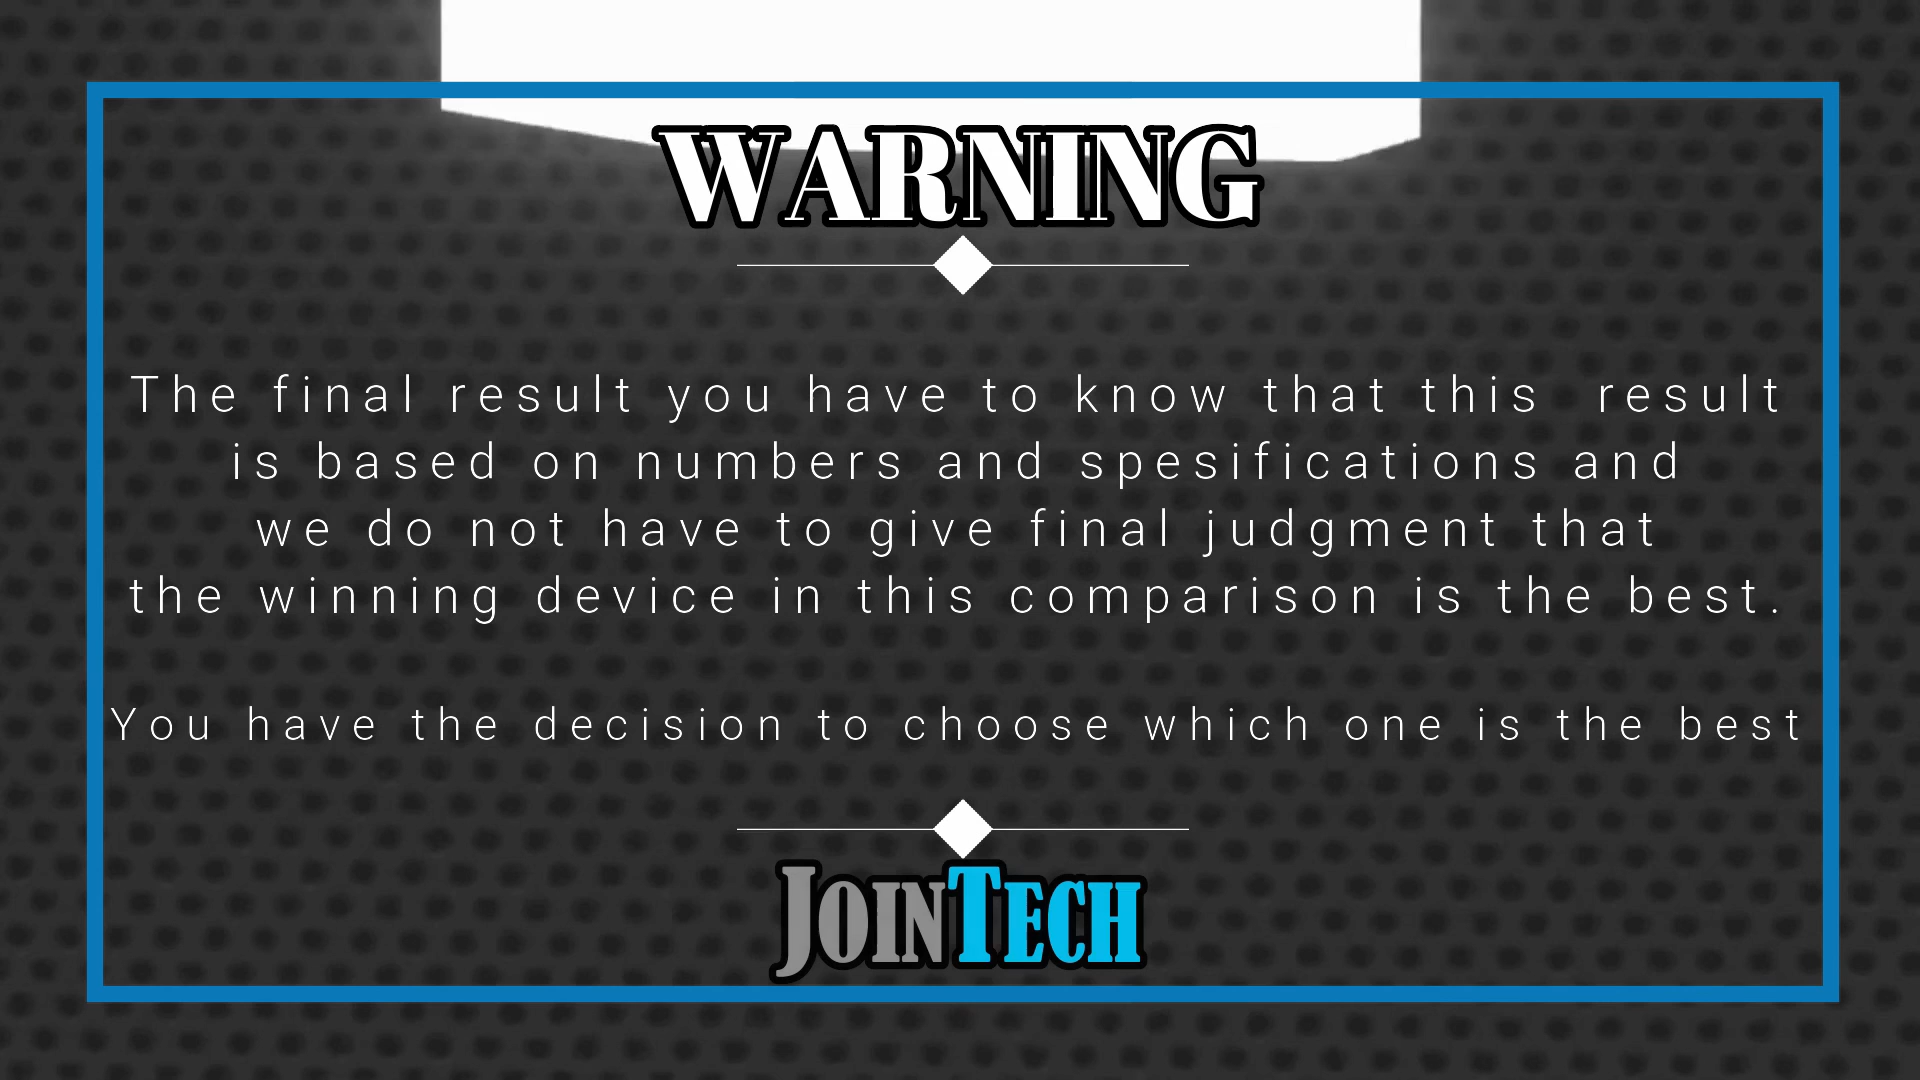 WARNING
The final result you have to know that this result
is based on numbers and spesifications and
we do not have to give final judgment that
the winning device in this comparison is the best.
You have the decision to choose which one is the best
JOINTECH